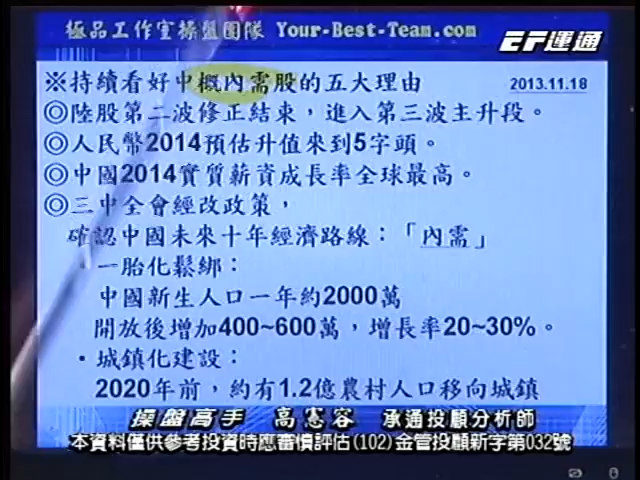 極品工作室操盤團隊 Your-Best-Team.com
EF運通
※持續看好中概內需股的五大理由
2013.11.18
◎陸股第二波修正結束，進入第三波主升段。
◎人民幣2014預估升值來到5字頭。
◎中國2014實質薪資成長率全球最高。
◎三中全會經改政策，
確認中國未來十年經濟路線：「內需」
·一胎化鬆綁：
中國新生人口一年約2000萬
開放後增加400~600萬，增長率20~30%。
·城鎮化建設：
2020年前，約有1.2億農村人口移向城鎮
操盤高手 高憲容 承通投顧分析師
本資料僅供參考投資時應審慎評估(102)金管投顧新字第032號